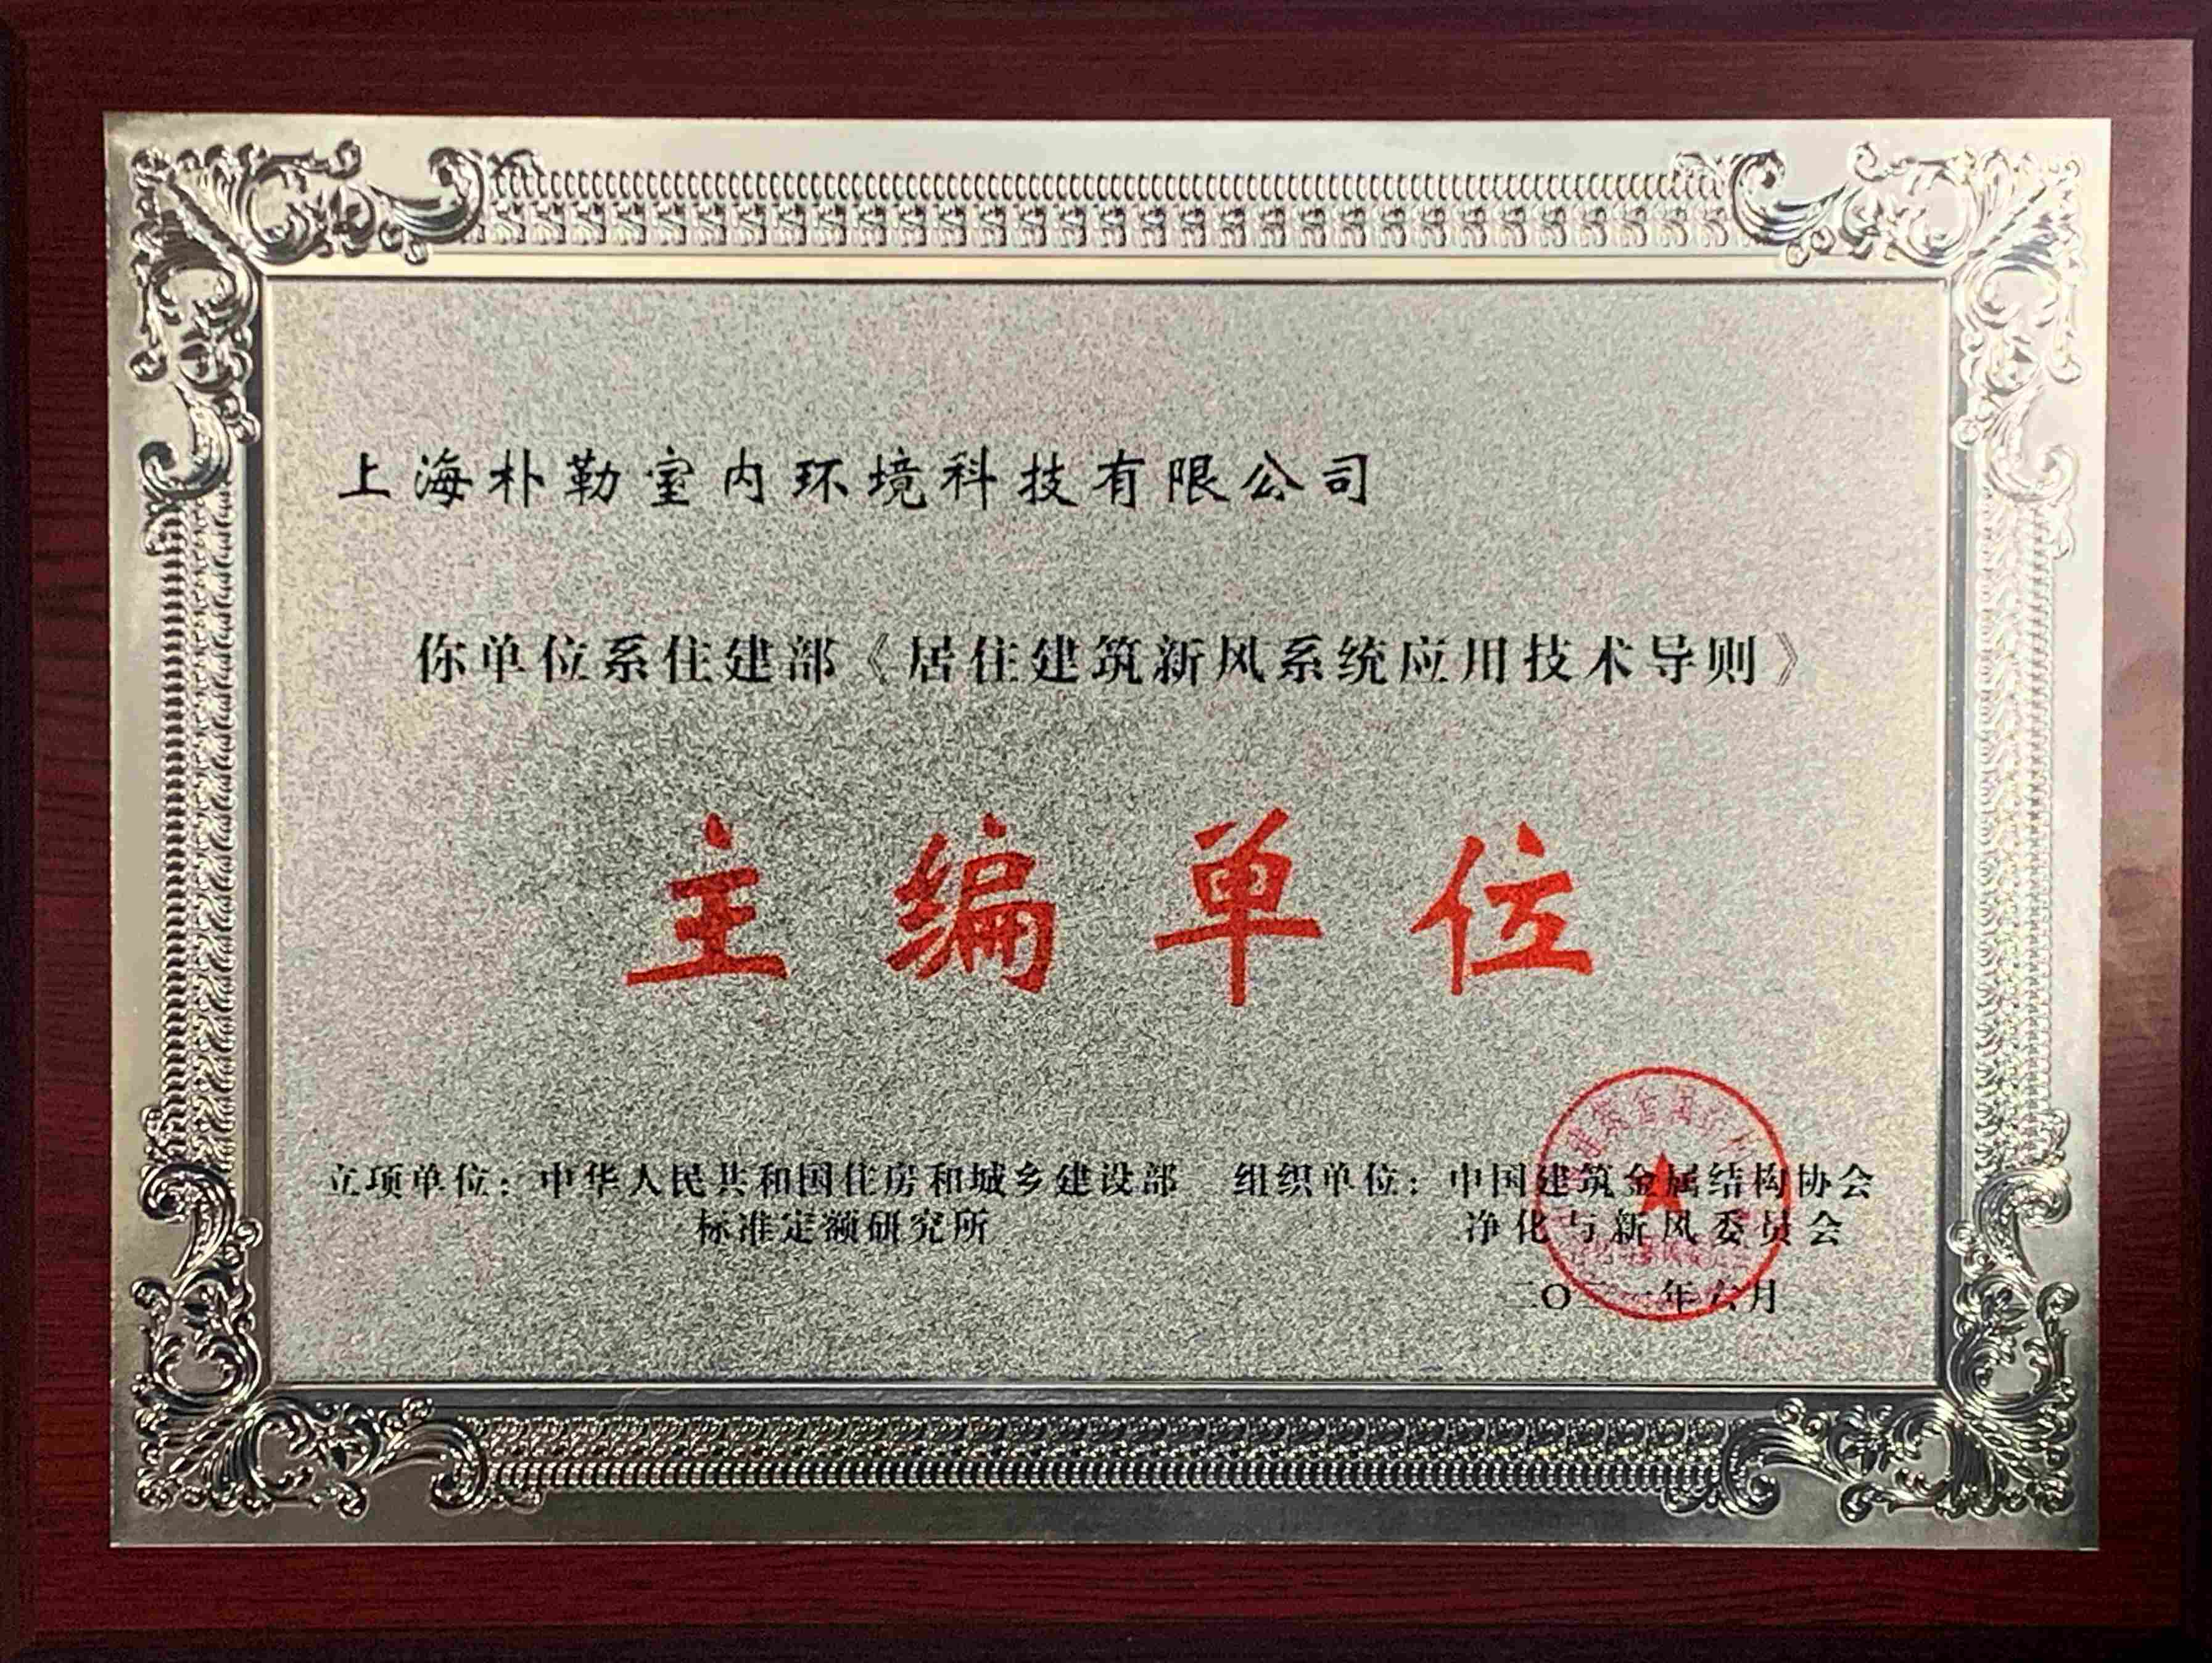 上海朴勒室内环境科技有限公司
你单位系住建部《居住建筑新风系统应用技术导则》
主编单位
立项单位：中华人民共和国住房和城乡建设部
标准定额研究所
组织单位：中国建筑金属结构协会
净化与新风委员会
二〇二一年六月